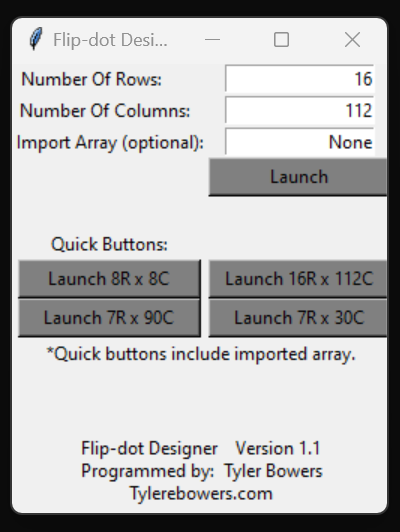 Flip-dot Desi...
Number Of Rows: 16
Number Of Columns: 112
Import Array (optional): None
Launch
Quick Buttons:
Launch 8R x 8C Launch 16R x 112C
Launch 7R x 90C Launch 7R x 30C
*Quick buttons include imported array.
Flip-dot Designer Version 1.1
Programmed by: Tyler Bowers
Tylerebowers.com